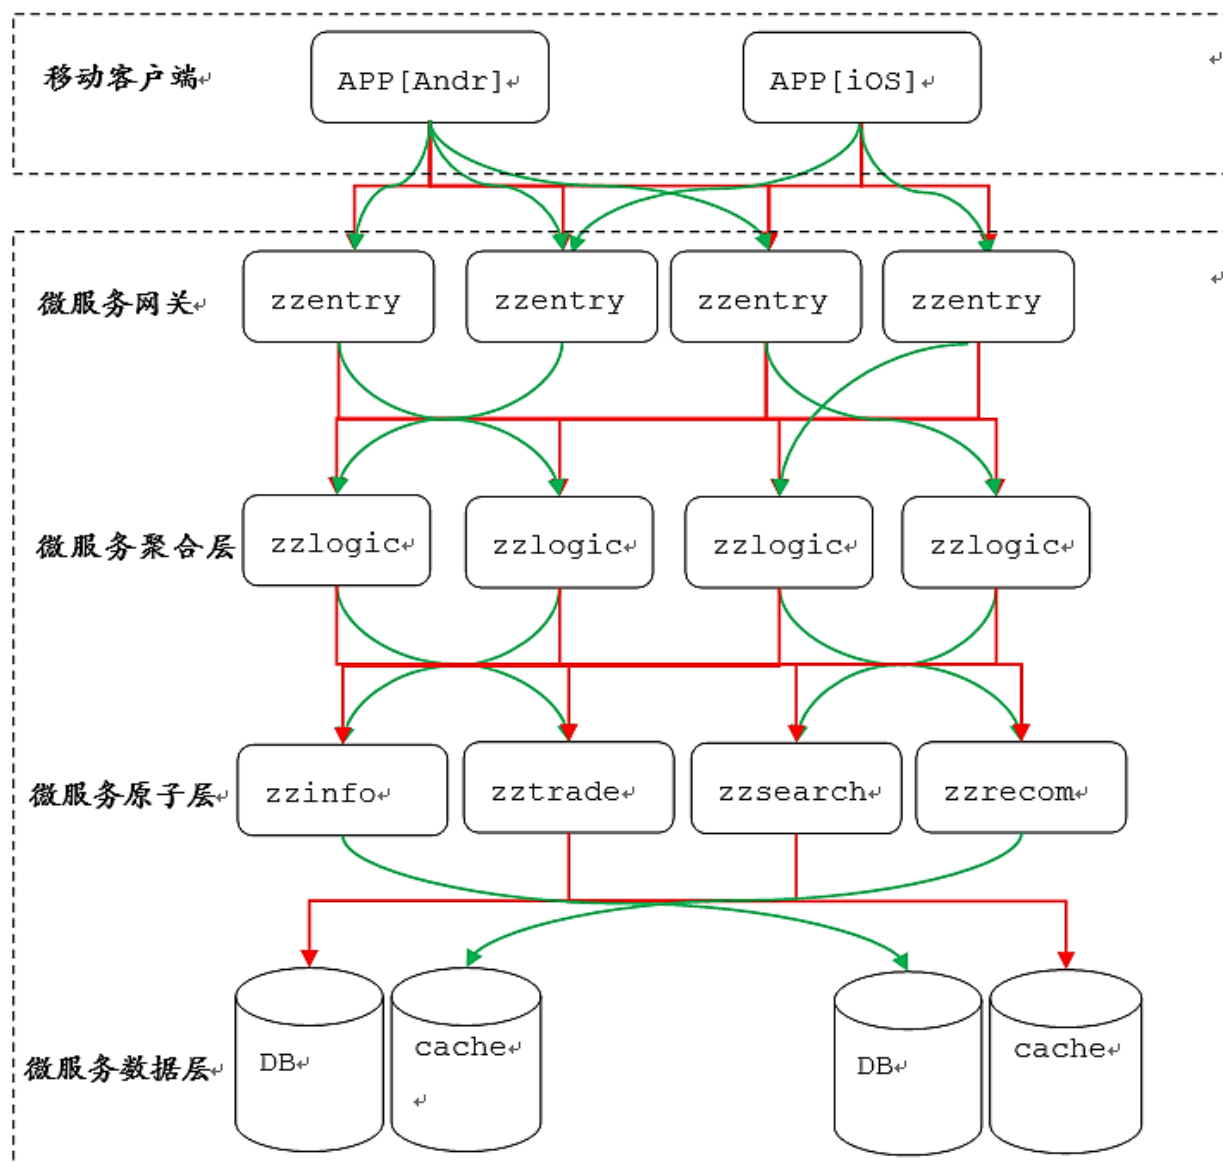 移动客户端 APP[Andr] APP[iOS]
微服务网关 zzentry zzentry zzentry zzentry
微服务聚合层 zzlogic zzlogic zzlogic zzlogic
微服务原子层 zzinfo zztrade zzsearch zzrecom
微服务数据层 DB cache DB cache